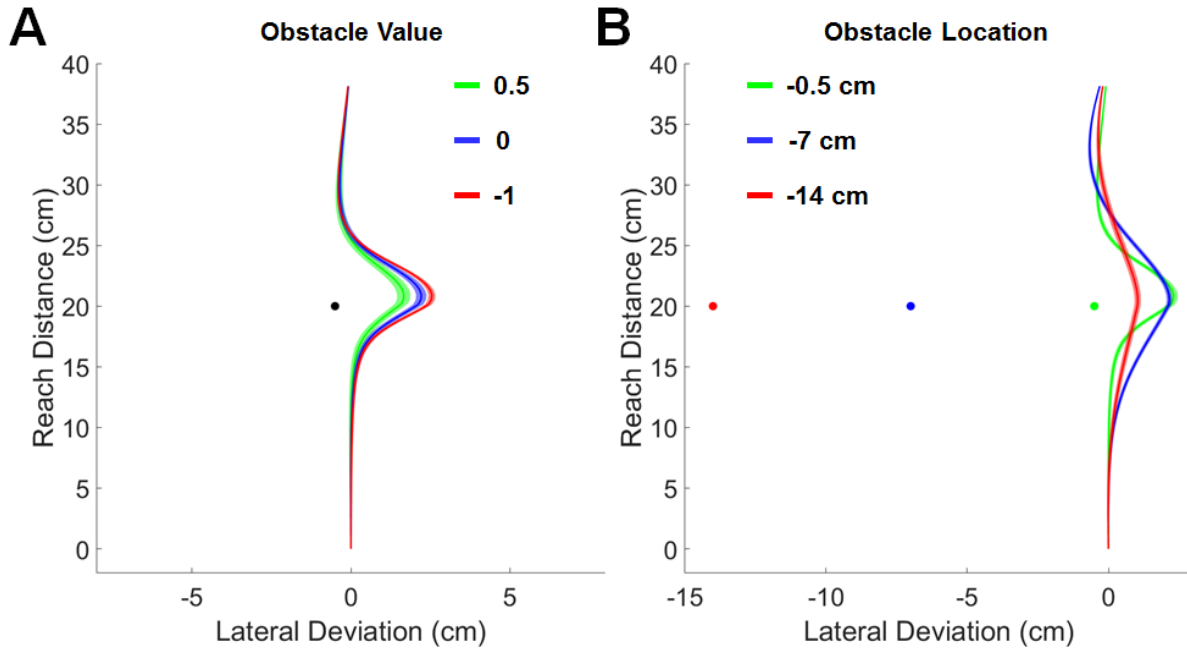 A
Obstacle Value
40
35
30
25
20
15
10
5
0
Reach Distance (cm)
0.5
0
-1
-5
0
5
Lateral Deviation (cm)
B
Obstacle Location
40
35
30
25
20
15
10
5
0
Reach Distance (cm)
-0.5 cm
-7 cm
-14 cm
-15
-10
-5
0
Lateral Deviation (cm)